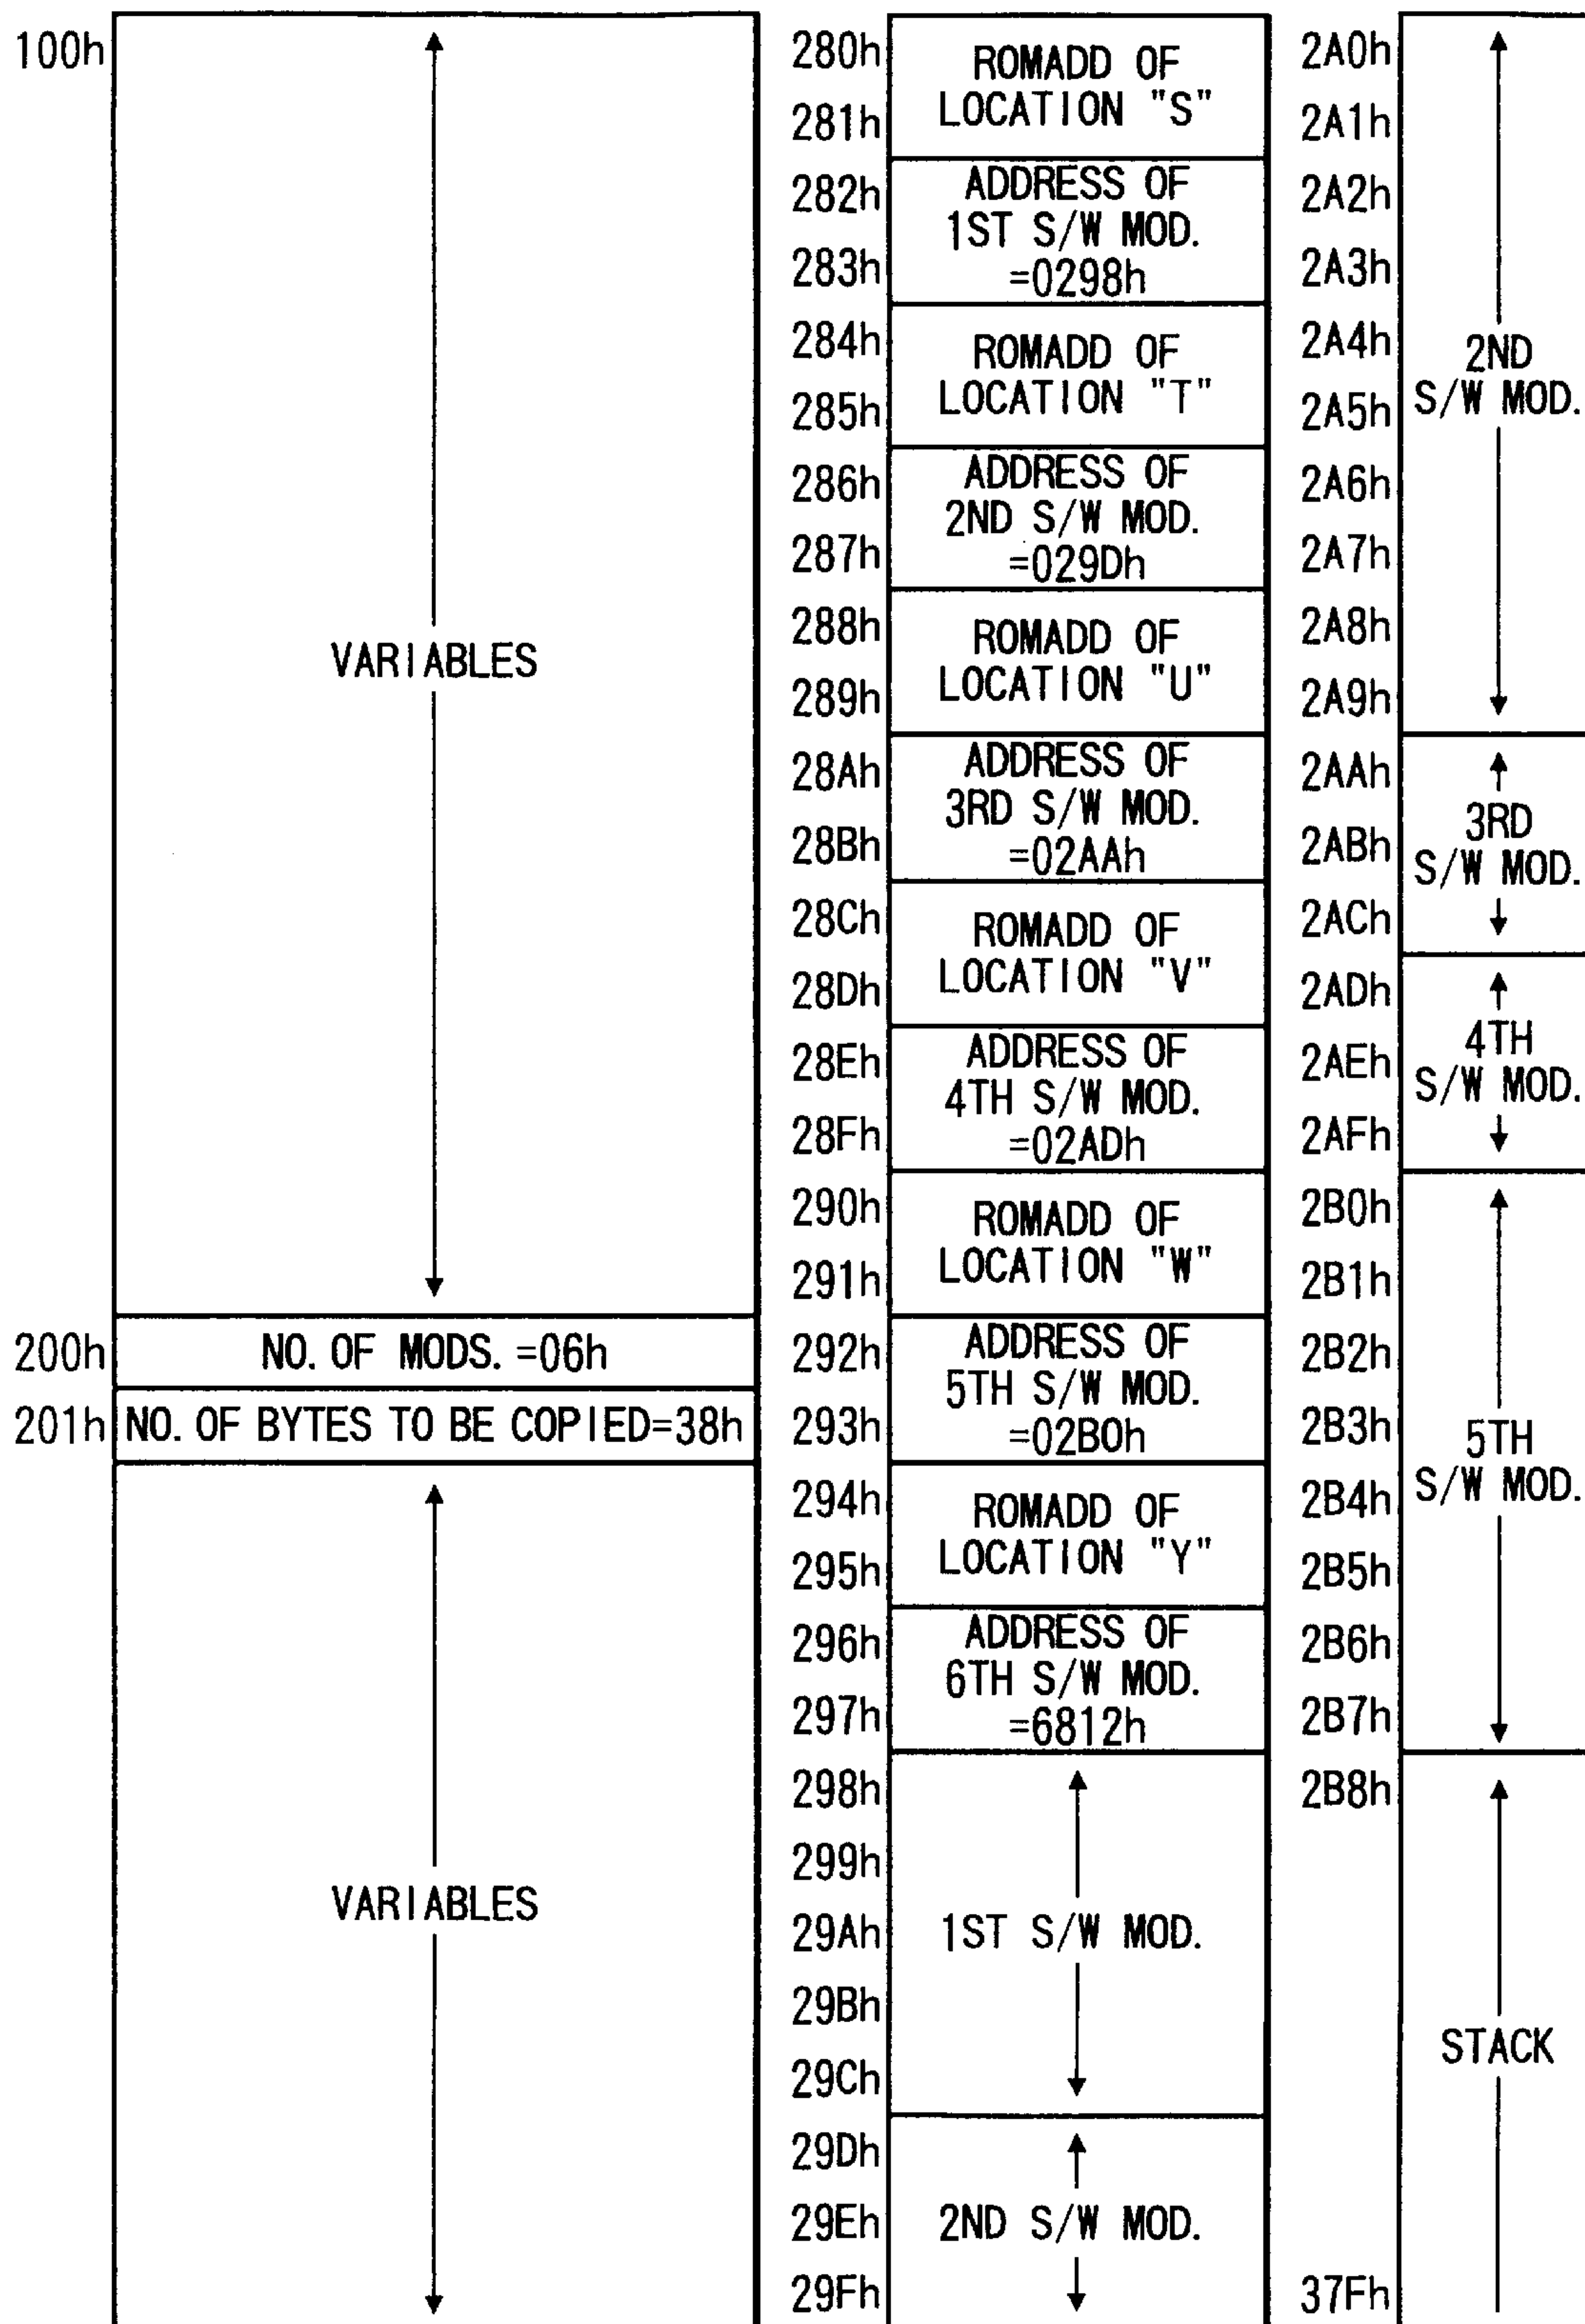 100h
VARIABLES
200h NO. OF MODS. =06h
201h NO. OF BYTES TO BE COPIED=38h
VARIABLES
280h
281h
ROMADD OF
LOCATION "S"
282h
283h
ADDRESS OF
1ST S/W MOD.
=0298h
284h
285h
ROMADD OF
LOCATION "T"
286h
287h
ADDRESS OF
2ND S/W MOD.
=029Dh
288h
289h
ROMADD OF
LOCATION "U"
28Ah
28Bh
ADDRESS OF
3RD S/W MOD.
=02AAh
28Ch
28Dh
ROMADD OF
LOCATION "V"
28Eh
28Fh
ADDRESS OF
4TH S/W MOD.
=02ADh
290h
291h
ROMADD OF
LOCATION "W"
292h
293h
ADDRESS OF
5TH S/W MOD.
=02B0h
294h
295h
ROMADD OF
LOCATION "Y"
296h
297h
ADDRESS OF
6TH S/W MOD.
=6812h
298h
299h
29Ah
29Bh
29Ch
1ST S/W MOD.
29Dh
29Eh
29Fh
2ND S/W MOD.
2A0h
2A1h
2A2h
2A3h
2A4h
2A5h
2A6h
2A7h
2A8h
2A9h
2ND
S/W MOD.
2AAh
2ABh
2ACh
3RD
S/W MOD.
2ADh
2AEh
2AFh
4TH
S/W MOD.
2B0h
2B1h
2B2h
2B3h
2B4h
2B5h
2B6h
2B7h
5TH
S/W MOD.
2B8h
STACK
37Fh